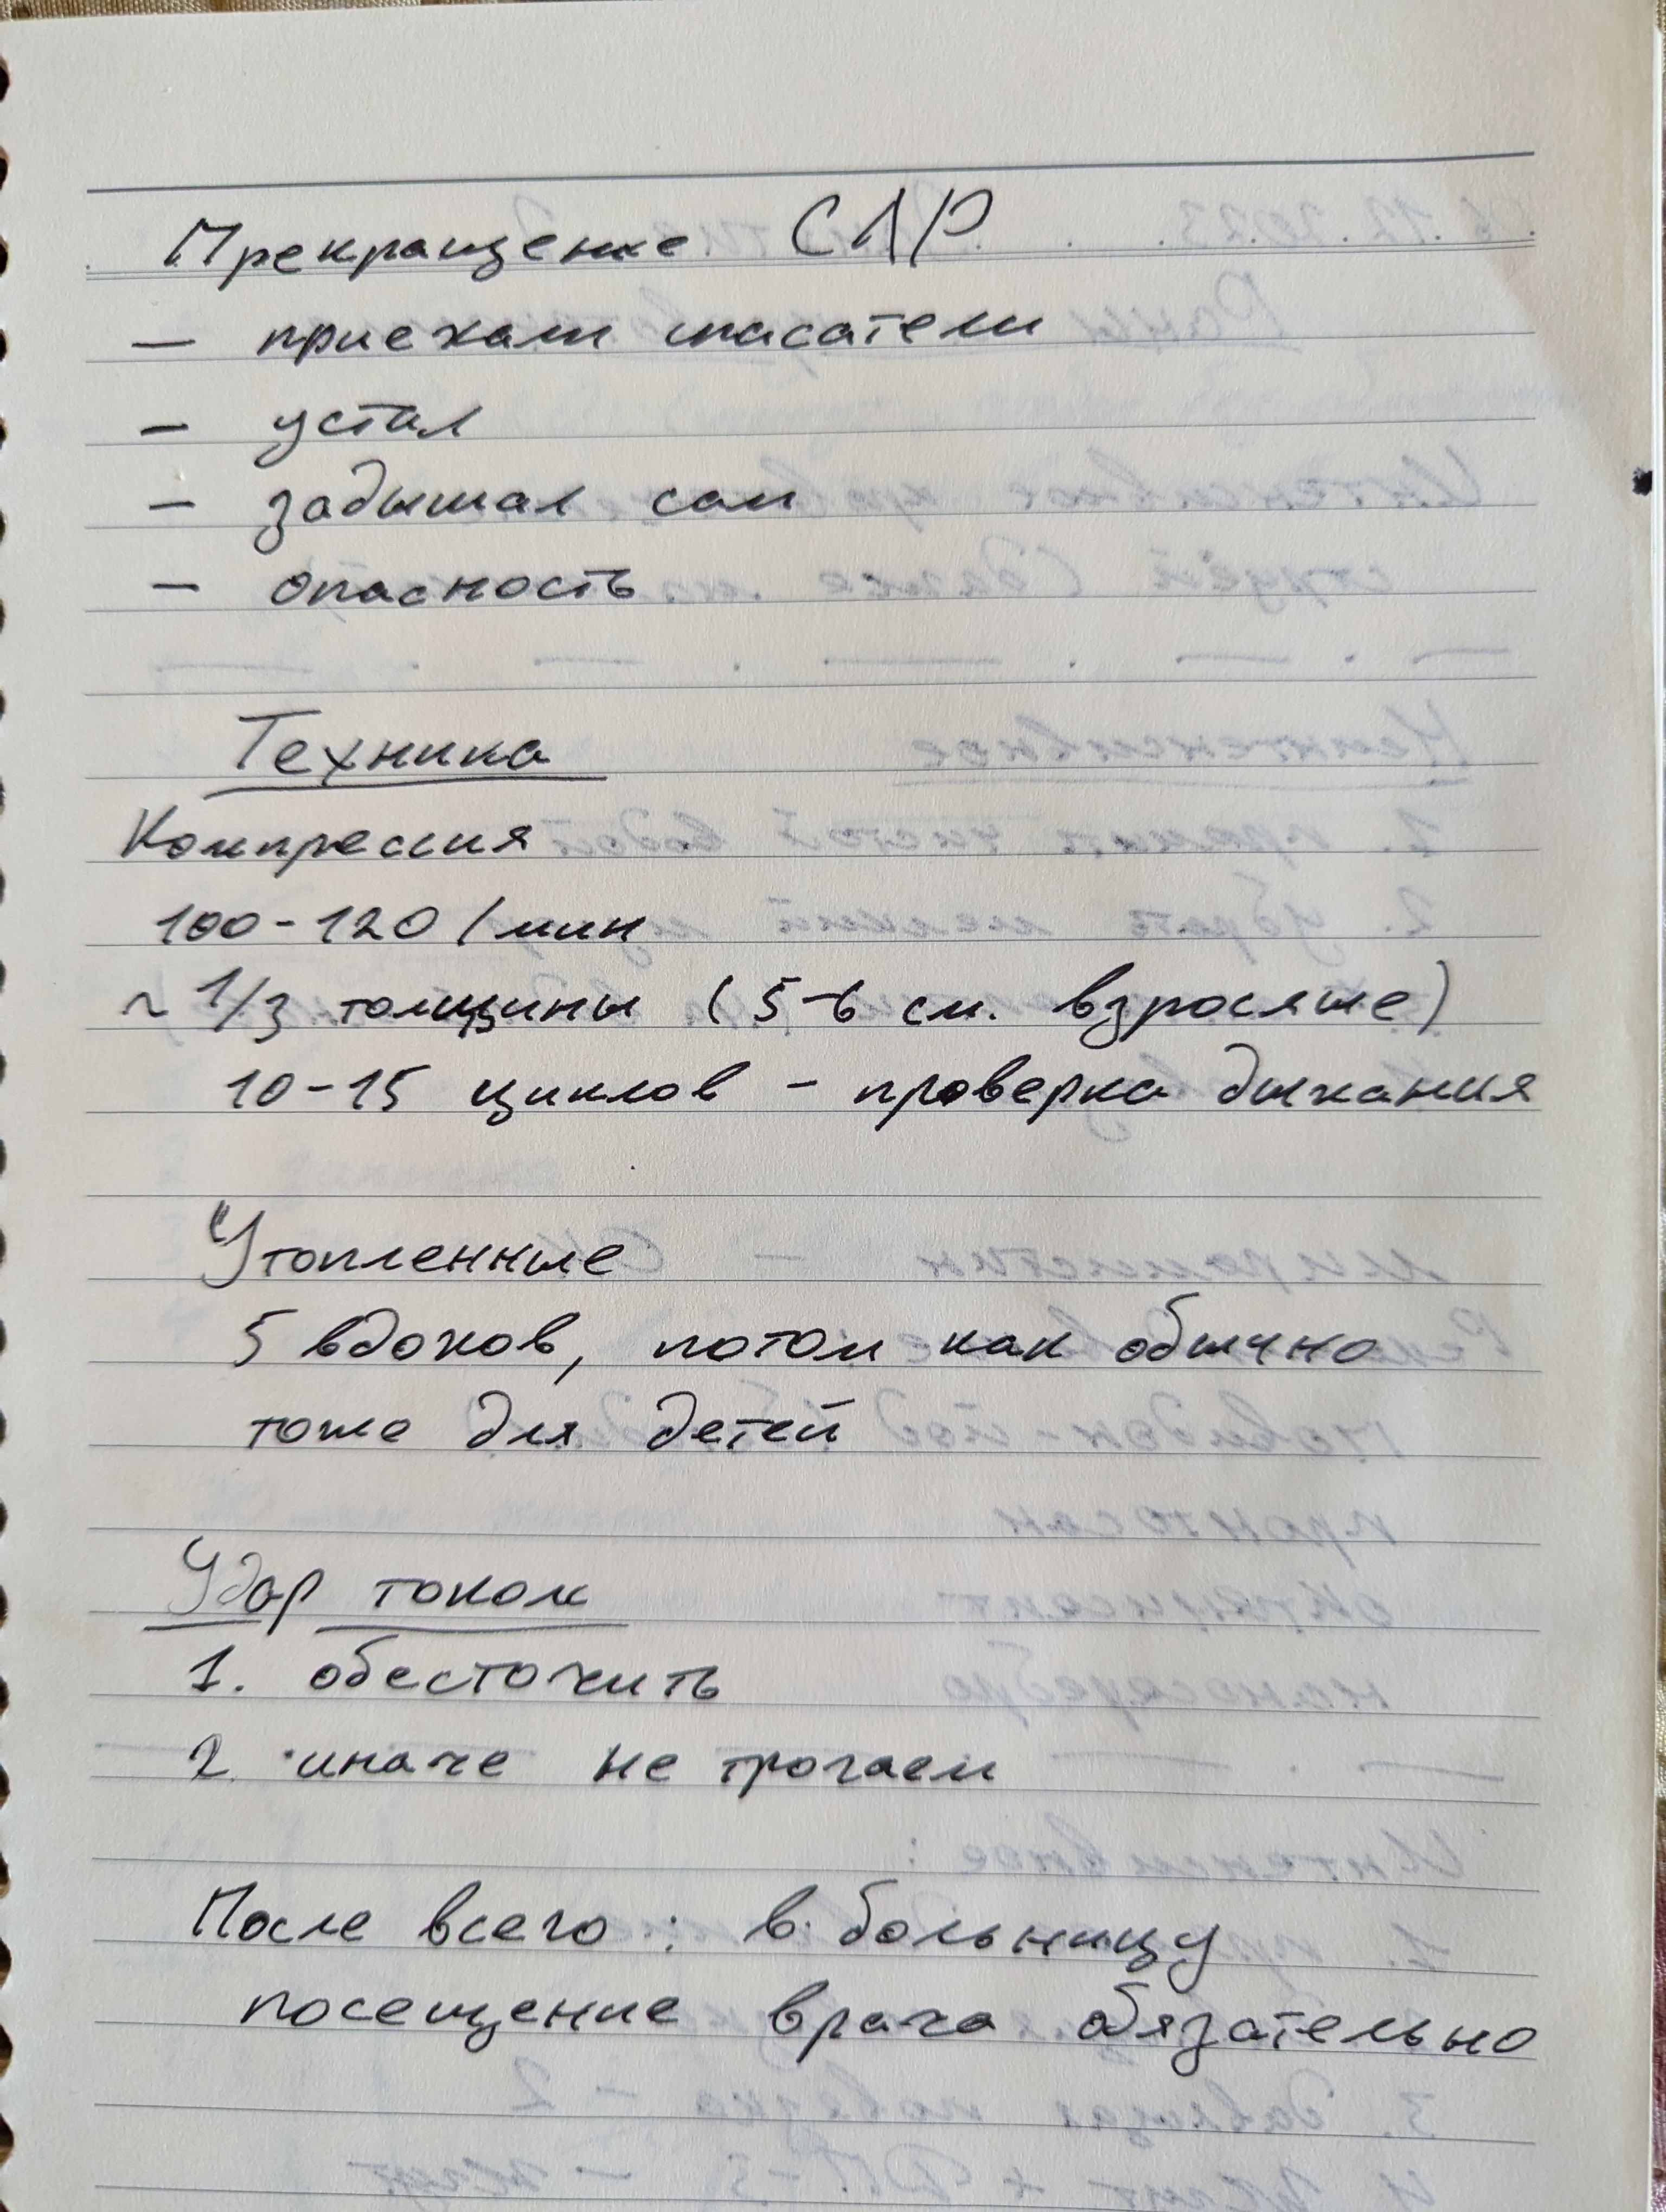 Прекращение СЛР
— приехали спасатели
— устал
— задышал сам
— опасность
Техника
Компрессия
100-120 / мин
~ 1/3 толщины (5-6 см. взрослые)
10-15 циклов - проверка дыхания
Утопленные
5 вдохов, потом как обычно
тоже для детей
Удар током
1. обесточить
2. иначе не трогаем
После всего: в больницу
посещение врача обязательно